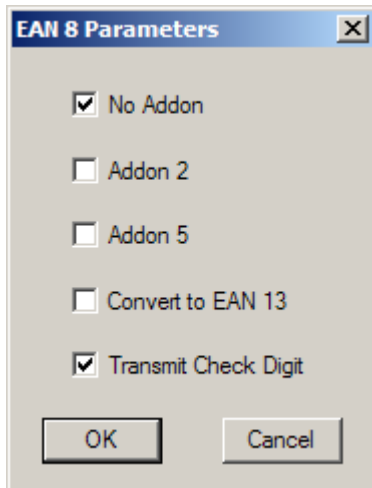 EAN 8 Parameters
No Addon
Addon 2
Addon 5
Convert to EAN 13
Transmit Check Digit
OK Cancel